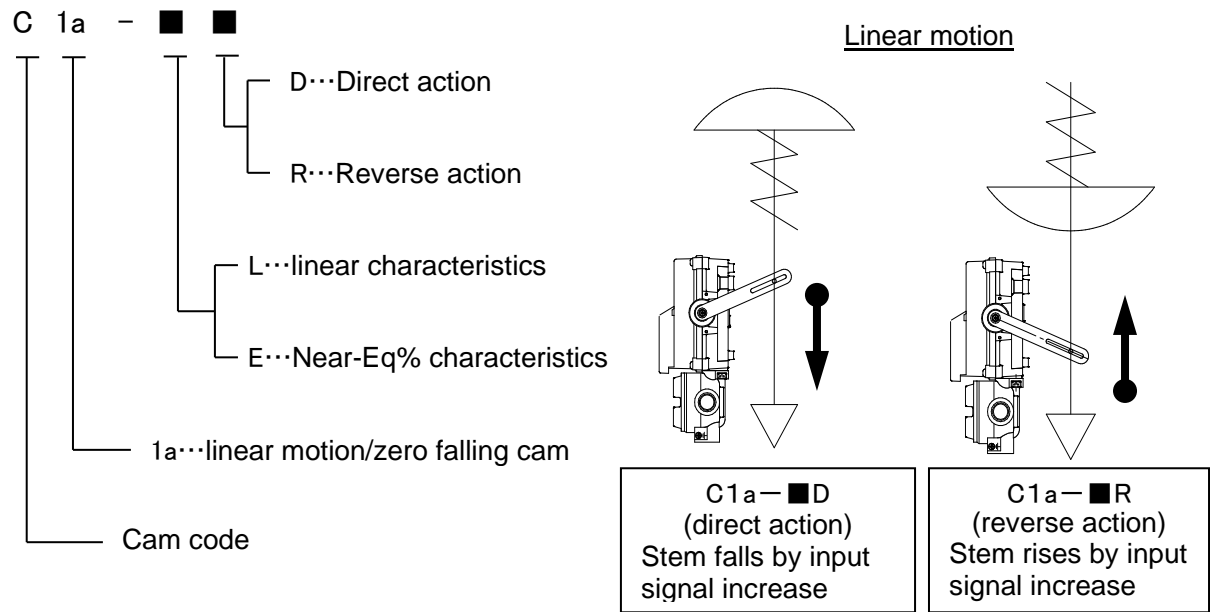 C 1a - ■ ■
D…Direct action
R…Reverse action
L…linear characteristics
E…Near-Eq% characteristics
1a…linear motion/zero falling cam
Cam code
Linear motion
C1a－■D
(direct action)
Stem falls by input
signal increase
C1a－■R
(reverse action)
Stem rises by input
signal increase